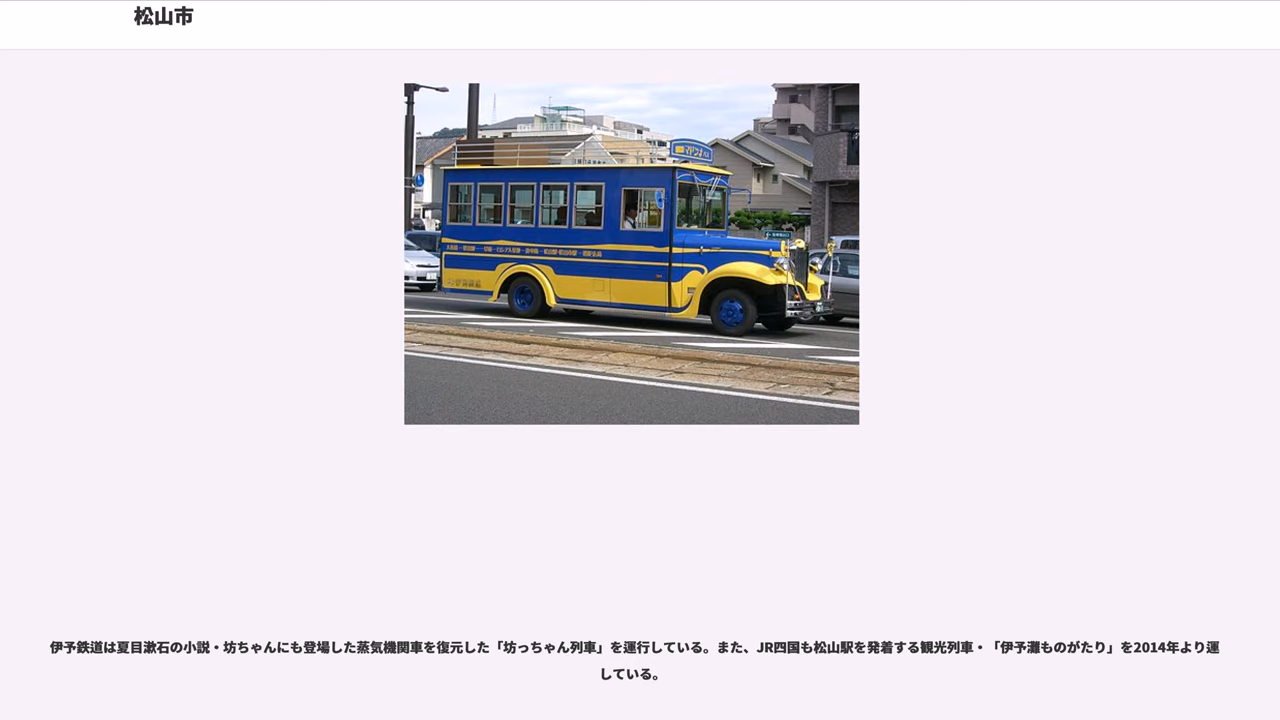 松山市
マドンナ
伊予鉄道は夏目漱石の小説・坊ちゃんにも登場した蒸気機関車を復元した「坊っちゃん列車」を運行している。また、JR四国も松山駅を発着する観光列車・「伊予灘ものがたり」を2014年より運
している。